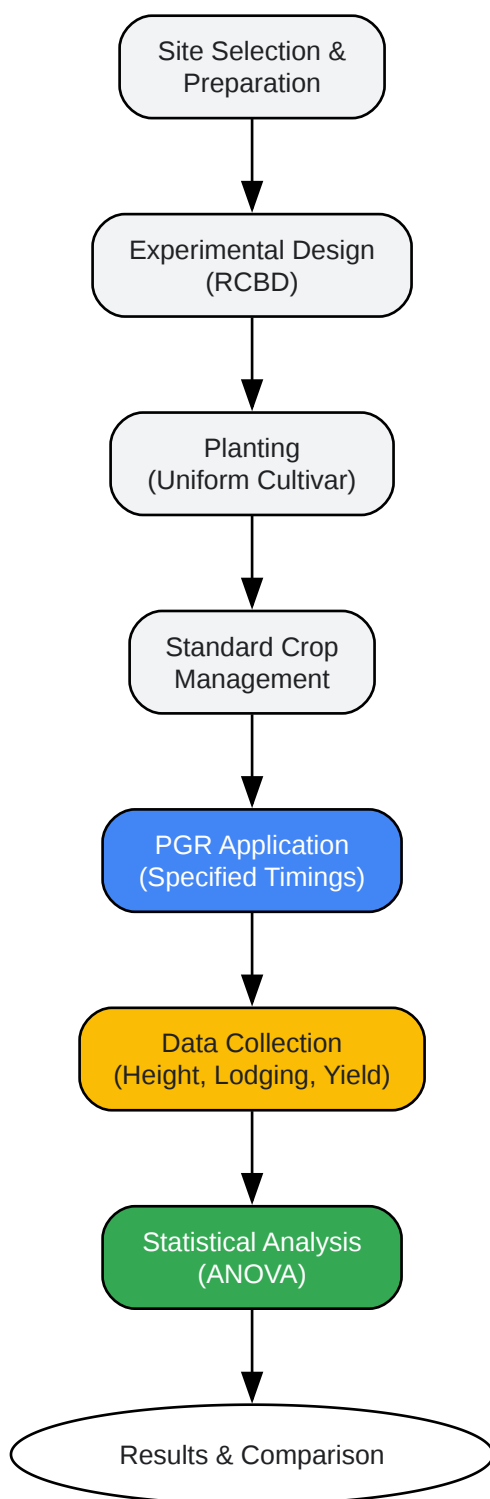 Site Selection &
Preparation
Experimental Design
(RCBD)
Planting
(Uniform Cultivar)
Standard Crop
Management
PGR Application
(Specified Timings)
Data Collection
(Height, Lodging, Yield)
Statistical Analysis
(ANOVA)
Results & Comparison